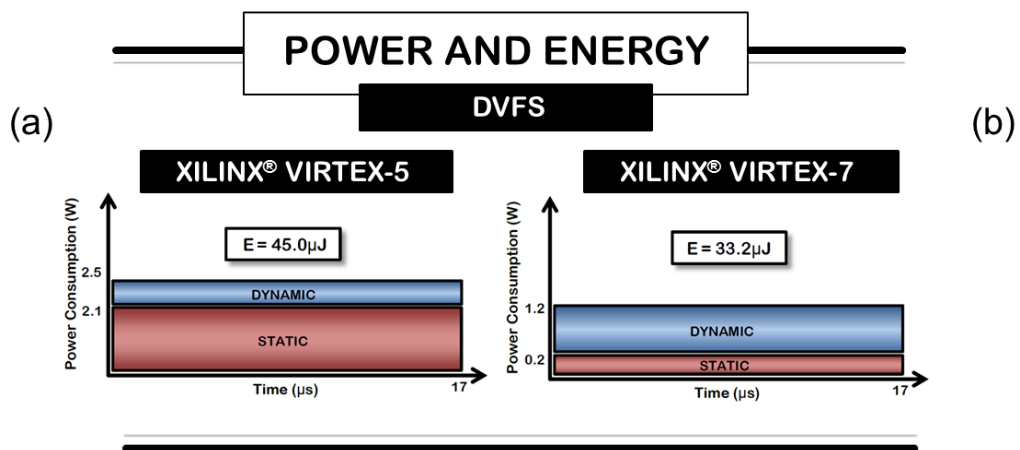 POWER AND ENERGY
DVFS
(a)
(b)
XILINX® VIRTEX-5
Power Consumption (W)
E = 45.0µJ
2.5
DYNAMIC
2.1
STATIC
Time (µs)
17
XILINX® VIRTEX-7
Power Consumption (W)
E = 33.2µJ
1.2
DYNAMIC
0.2
STATIC
Time (µs)
17